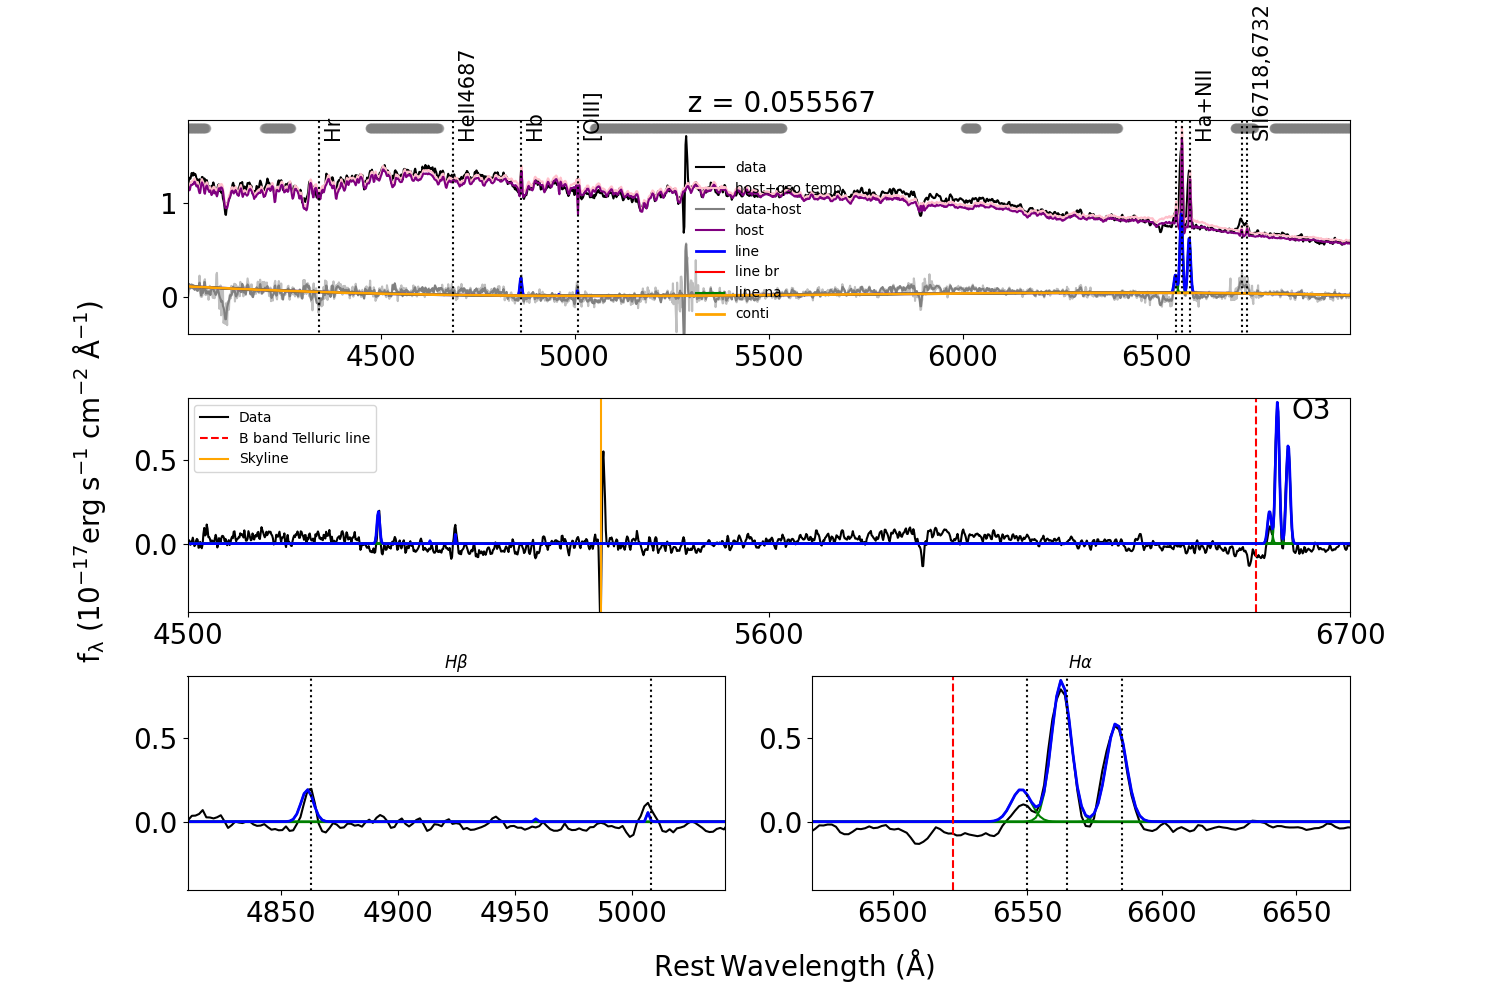 z = 0.055567
Hr
HeII4687
Hb
[OIII]
Ha+NII
SII6718,6732
data
host+qso temp
data-host
host
line
line br
line na
conti
1
0
4500
5000
5500
6000
6500
fλ (10⁻¹⁷erg s⁻¹ cm⁻² Å⁻¹)
Data
B band Telluric line
Skyline
O3
0.5
0.0
4500
5600
6700
Hβ
0.5
0.0
4850
4900
4950
5000
Hα
0.5
0.0
6500
6550
6600
6650
Rest Wavelength (Å)